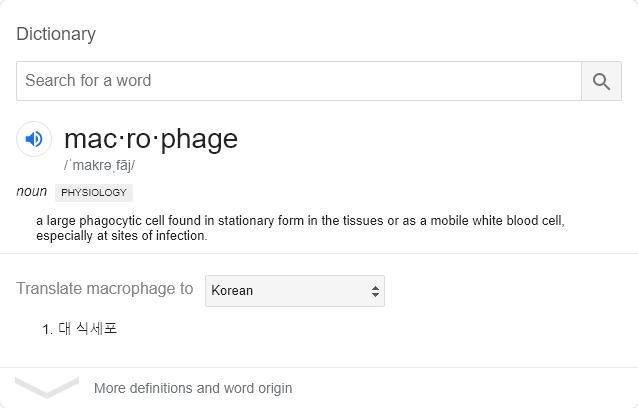 Dictionary
Search for a word
mac·ro·phage
/ˈmakrəˌfāj/
noun PHYSIOLOGY
a large phagocytic cell found in stationary form in the tissues or as a mobile white blood cell,
especially at sites of infection.
Translate macrophage to Korean
1. 대 식세포
More definitions and word origin